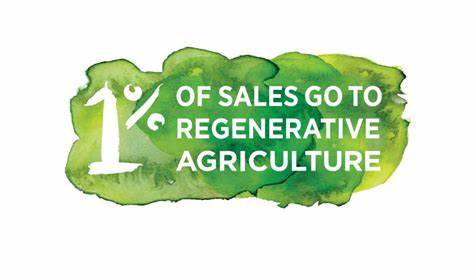 1% OF SALES GO TO
REGENERATIVE
AGRICULTURE